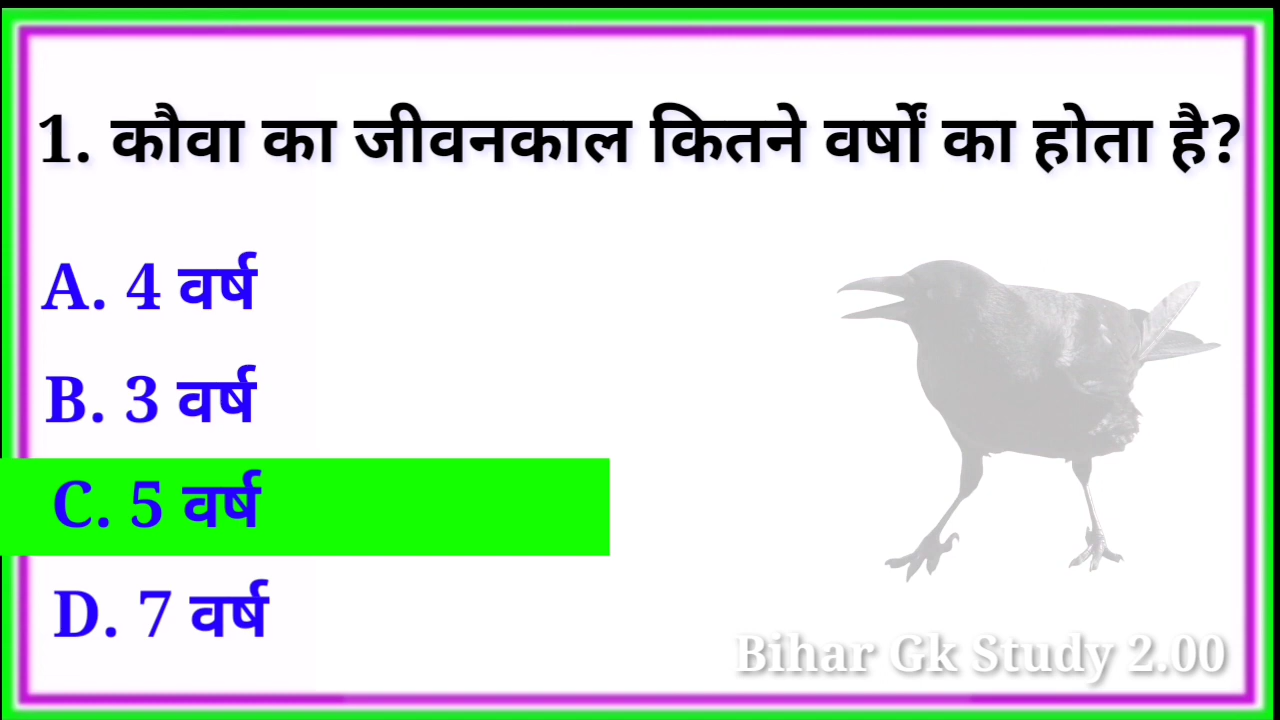 1. कौवा का जीवनकाल कितने वर्षों का होता है?
A. 4 वर्ष
B. 3 वर्ष
C. 5 वर्ष
D. 7 वर्ष
Bihar Gk Study 2.00